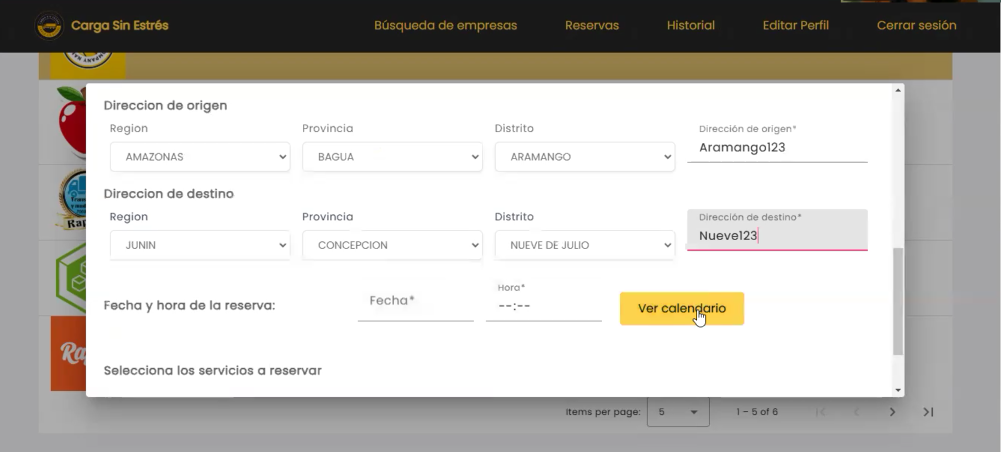 Carga Sin Estrés Búsqueda de empresas Reservas Historial Editar Perfil Cerrar sesión
Direccion de origen
Region Provincia Distrito Dirección de origen*
AMAZONAS BAGUA ARAMANGO Aramango123
Direccion de destino
Region Provincia Distrito Dirección de destino*
JUNIN CONCEPCION NUEVE DE JULIO Nueve123
Fecha y hora de la reserva: Fecha* Hora* --:-- Ver calendario
Selecciona los servicios a reservar
Items per page: 5 1 – 5 of 6